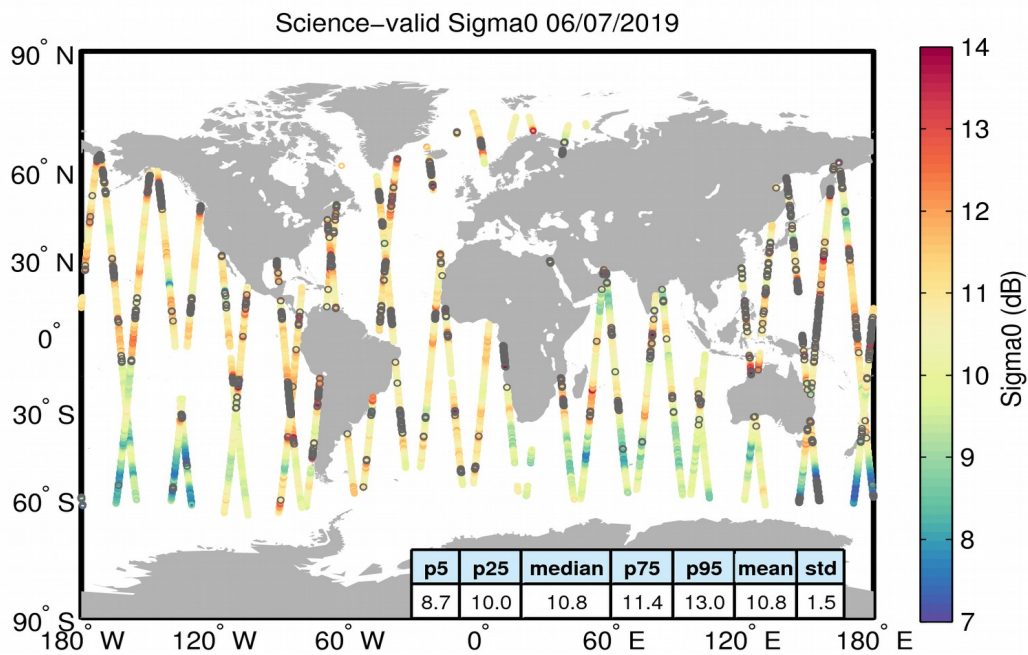 Science−valid Sigma0 06/07/2019
90° N
60° N
30° N
0°
30° S
60° S
90° S
180° W
120° W
60° W
0°
60° E
120° E
180° E
p5 p25 median p75 p95 mean std
8.7 10.0 10.8 11.4 13.0 10.8 1.5
14
13
12
11
10
9
8
7
Sigma0 (dB)